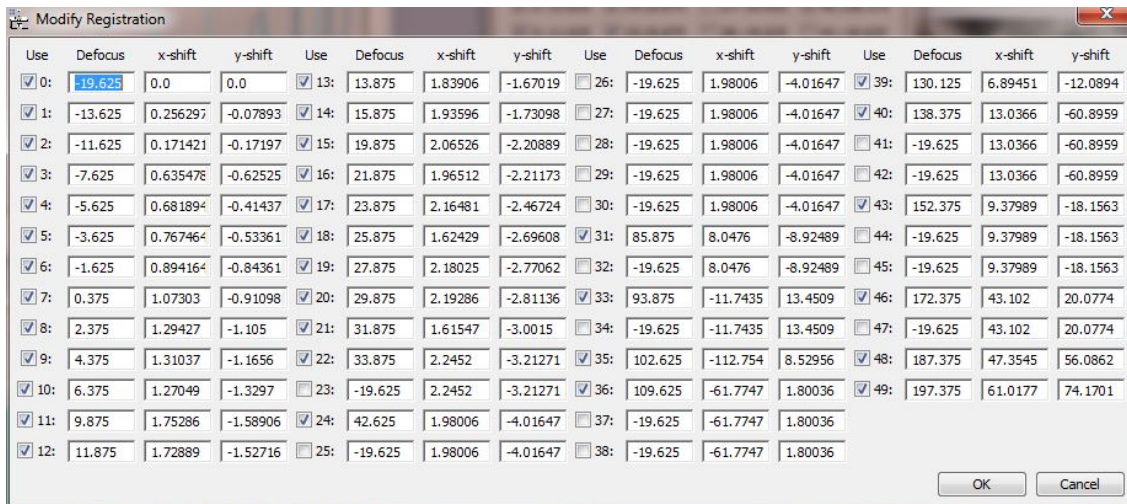 Modify Registration
Use Defocus x-shift y-shift Use Defocus x-shift y-shift Use Defocus x-shift y-shift Use Defocus x-shift y-shift
0: -19.625 0.0 0.0 13: 13.875 1.83906 -1.67019 26: -19.625 1.98006 -4.01647 39: 130.125 6.89451 -12.0894
1: -13.625 0.256297 -0.07893 14: 15.875 1.93596 -1.73098 27: -19.625 1.98006 -4.01647 40: 138.375 13.0366 -60.8959
2: -11.625 0.171421 -0.17197 15: 19.875 2.06526 -2.20889 28: -19.625 1.98006 -4.01647 41: -19.625 13.0366 -60.8959
3: -7.625 0.635478 -0.62525 16: 21.875 1.96512 -2.21173 29: -19.625 1.98006 -4.01647 42: -19.625 13.0366 -60.8959
4: -5.625 0.681894 -0.41437 17: 23.875 2.16481 -2.46724 30: -19.625 1.98006 -4.01647 43: 152.375 9.37989 -18.1563
5: -3.625 0.767464 -0.53361 18: 25.875 1.62429 -2.69608 31: 85.875 8.0476 -8.92489 44: -19.625 9.37989 -18.1563
6: -1.625 0.894164 -0.84361 19: 27.875 2.18025 -2.77062 32: -19.625 8.0476 -8.92489 45: -19.625 9.37989 -18.1563
7: 0.375 1.07303 -0.91098 20: 29.875 2.19286 -2.81136 33: 93.875 -11.7435 13.4509 46: 172.375 43.102 20.0774
8: 2.375 1.29427 -1.105 21: 31.875 1.61547 -3.0015 34: -19.625 -11.7435 13.4509 47: -19.625 43.102 20.0774
9: 4.375 1.31037 -1.1656 22: 33.875 2.2452 -3.21271 35: 102.625 -112.754 8.52956 48: 187.375 47.3545 56.0862
10: 6.375 1.27049 -1.3297 23: -19.625 2.2452 -3.21271 36: 109.625 -61.7747 1.80036 49: 197.375 61.0177 74.1701
11: 9.875 1.75286 -1.58906 24: 42.625 1.98006 -4.01647 37: -19.625 -61.7747 1.80036
12: 11.875 1.72889 -1.52716 25: -19.625 1.98006 -4.01647 38: -19.625 -61.7747 1.80036
OK Cancel